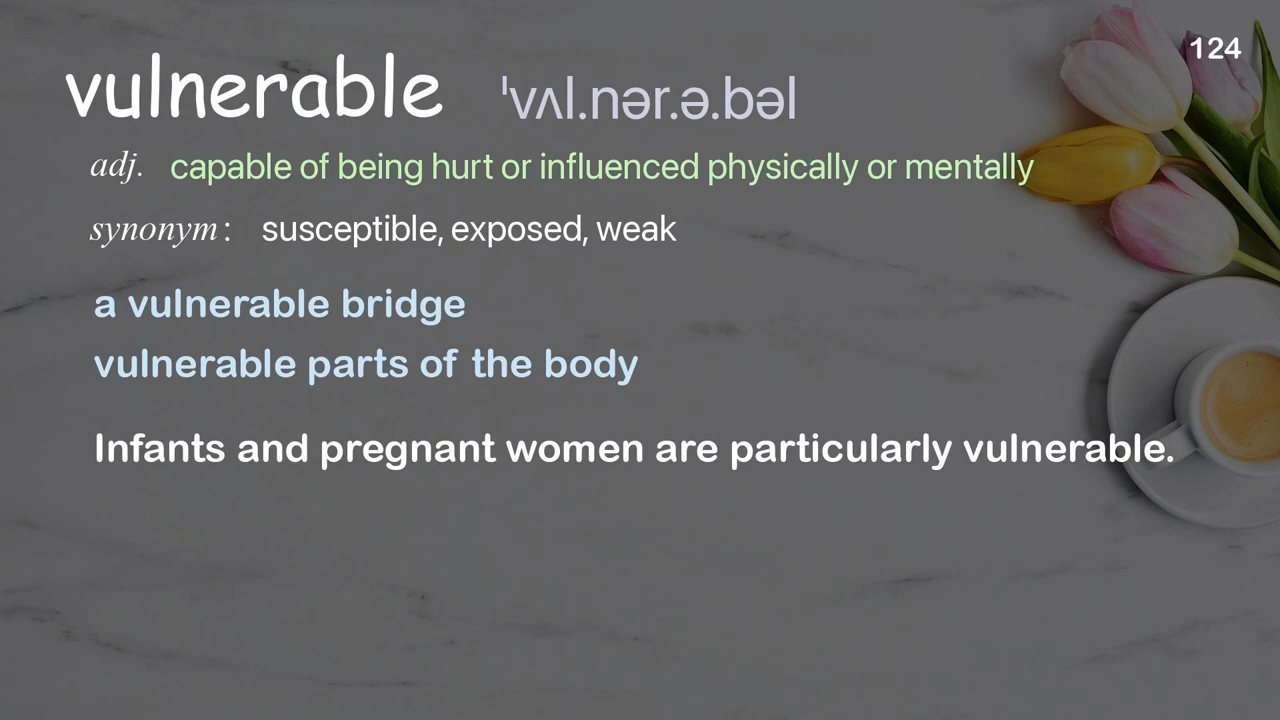 124
vulnerable ˈvʌl.nər.ə.bəl
adj. capable of being hurt or influenced physically or mentally
synonym: susceptible, exposed, weak
a vulnerable bridge
vulnerable parts of the body
Infants and pregnant women are particularly vulnerable.